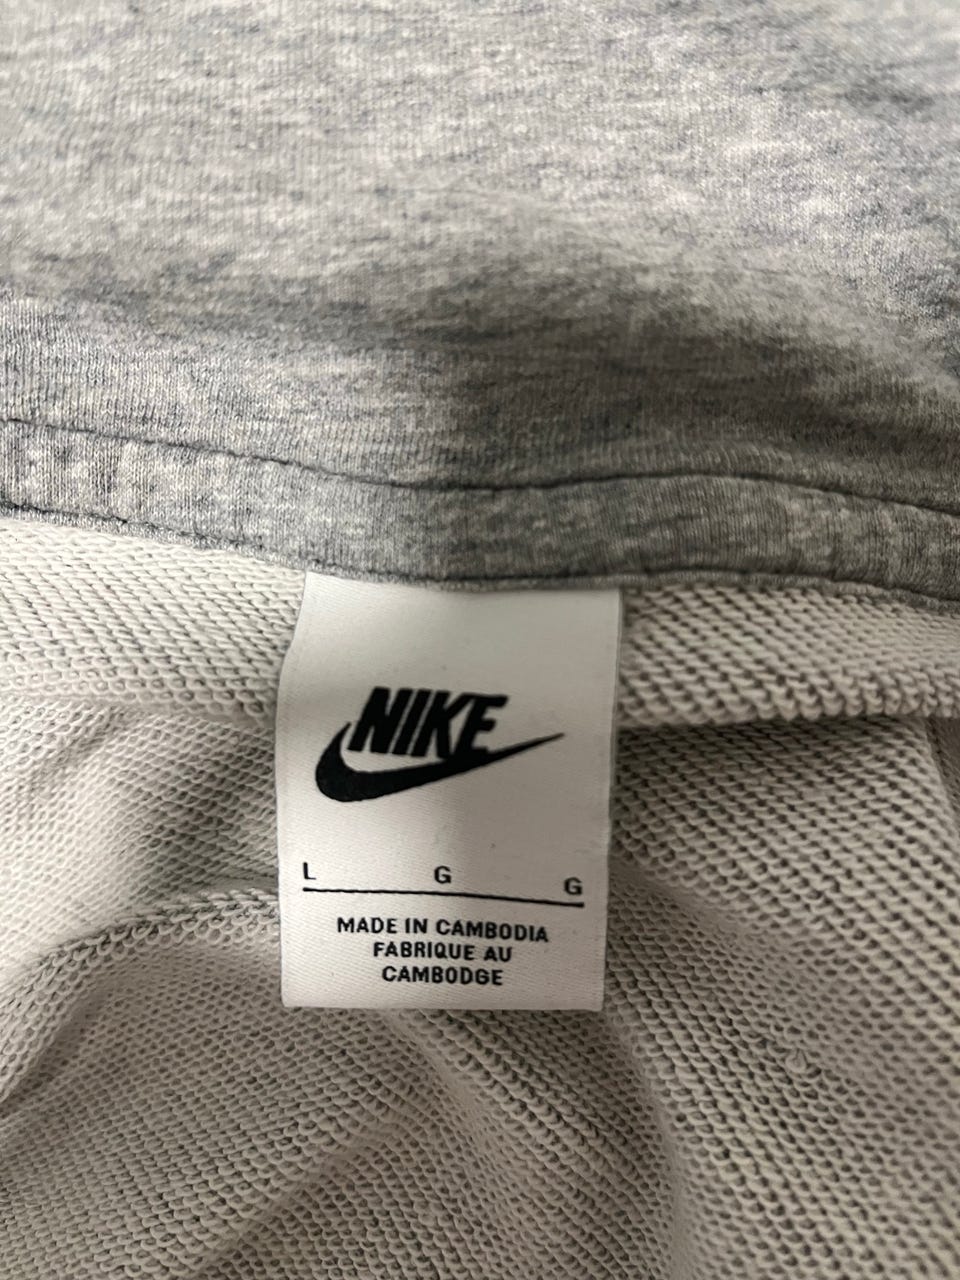 NIKE
L G G
MADE IN CAMBODIA
FABRIQUE AU
CAMBODGE